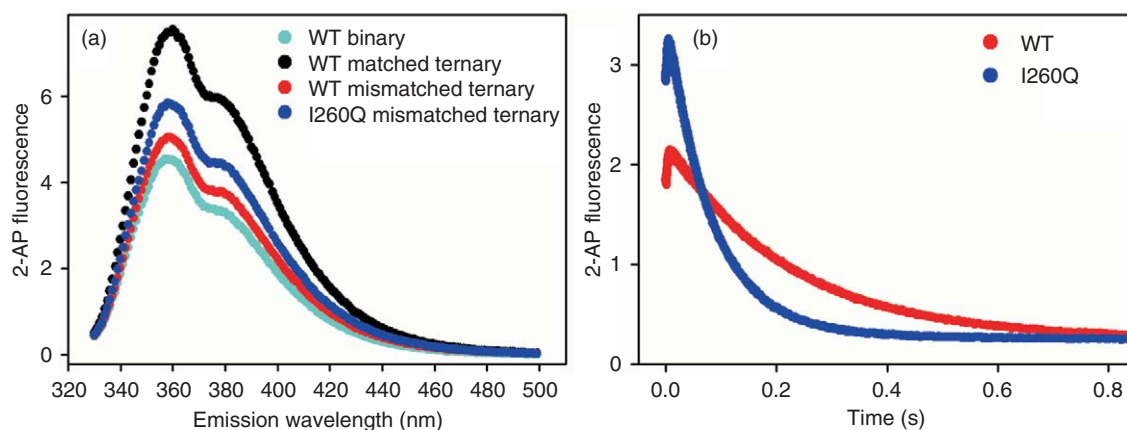 (a)
WT binary
WT matched ternary
WT mismatched ternary
I260Q mismatched ternary
2-AP fluorescence
6
4
2
0
320 340 360 380 400 420 440 460 480 500
Emission wavelength (nm)
(b)
WT
I260Q
2-AP fluorescence
3
2
1
0
0.0 0.2 0.4 0.6 0.8
Time (s)